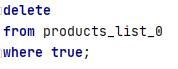 delete
from products_list_0
where true;